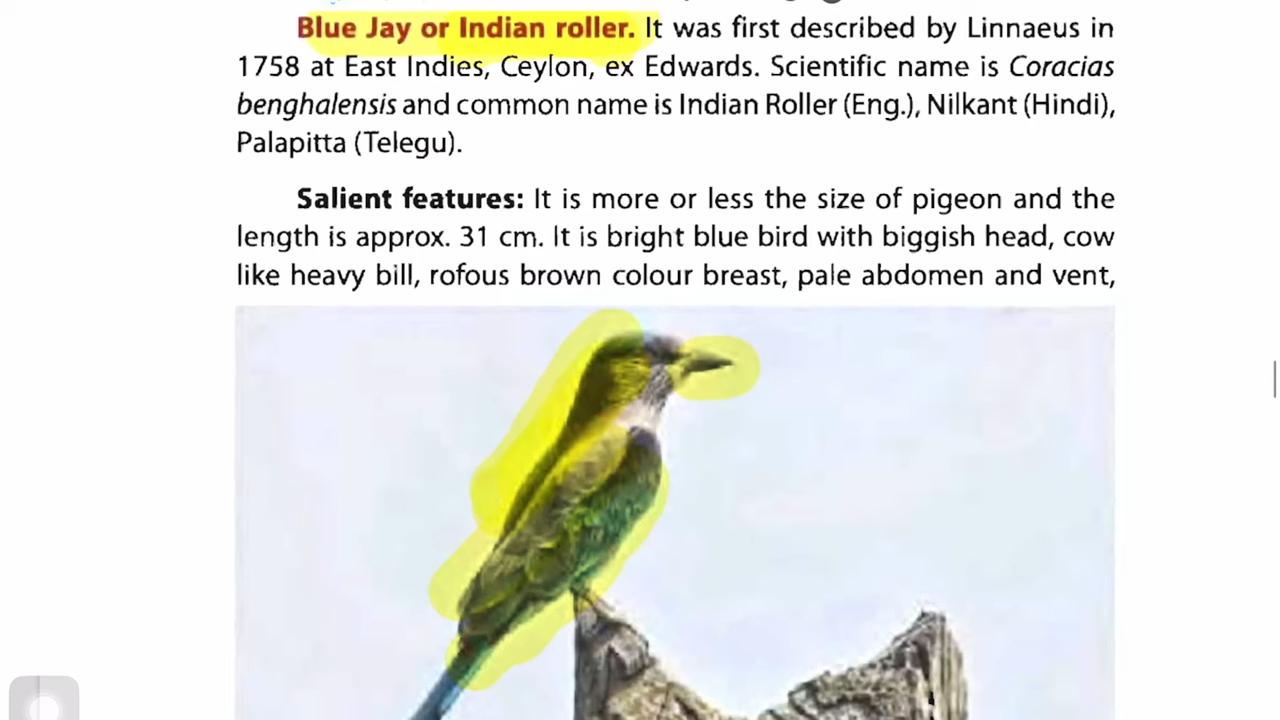 Blue Jay or Indian roller. It was first described by Linnaeus in
1758 at East Indies, Ceylon, ex Edwards. Scientific name is Coracias
benghalensis and common name is Indian Roller (Eng.), Nilkant (Hindi),
Palapitta (Telegu).
Salient features: It is more or less the size of pigeon and the
length is approx. 31 cm. It is bright blue bird with biggish head, cow
like heavy bill, rofous brown colour breast, pale abdomen and vent,